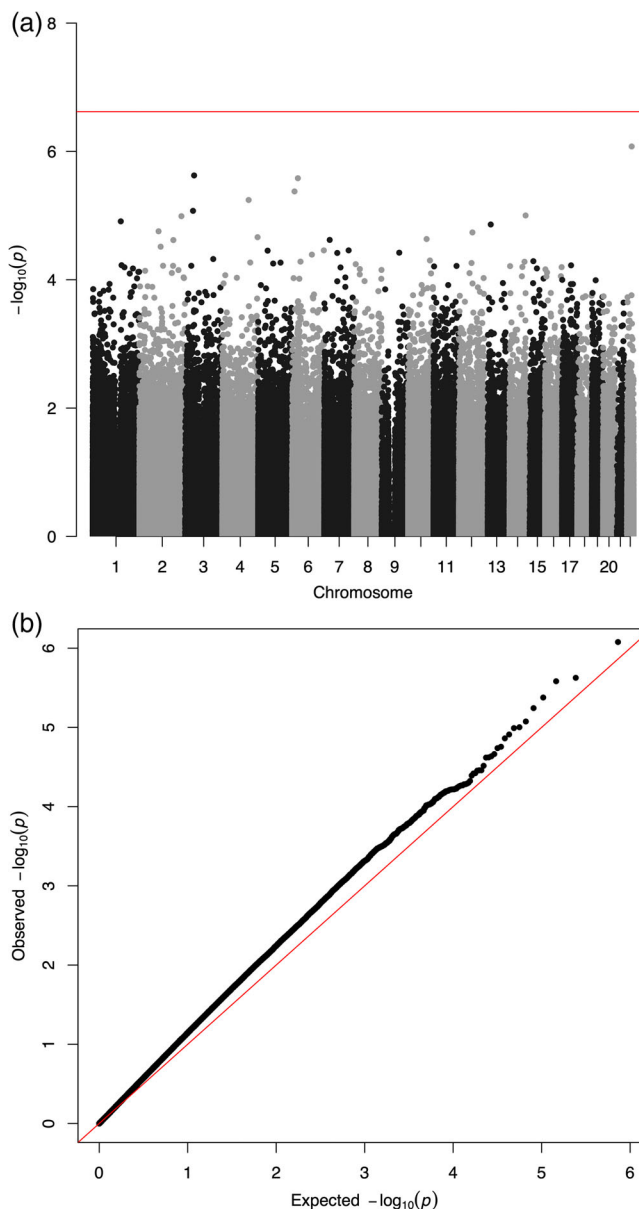 (a)
8
6
4
2
0
−log10(p)
1 2 3 4 5 6 7 8 9 11 13 15 17 20
Chromosome
(b)
6
5
4
3
2
1
0
Observed −log10(p)
0 1 2 3 4 5 6
Expected −log10(p)